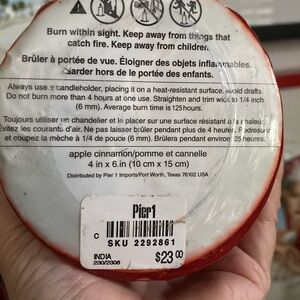 Burn within sight. Keep away from things that
catch fire. Keep away from children.
Brûler à portée de vue. Éloigner des objets inflammables.
Garder hors de le portée des enfants.
Always use a candleholder, placing it on a heat-resistant surface. Avoid drafts
Do not burn more than 4 hours at one use. Straighten and trim wick to 1/4 inch
(6 mm). Average burn time is 125 hours.
Toujours utiliser un chandelier et le placer sur une surface résistant a la chaleur
Évitez les courants d'air. Ne pas laisser brûler pendant plus de 4 heures. Redressez
et coupez la mèche à 1/4 de pouce (6 mm). Brûlera pendant environ 125 heures.
apple cinnamon/pomme et cannelle
4 in x 6 in (10 cm x 15 cm)
Distributed by Pier 1 Imports/Fort Worth, Texas 76102 USA
Pier1
C
SKU 2292861
INDIA
230/2308
$23.00